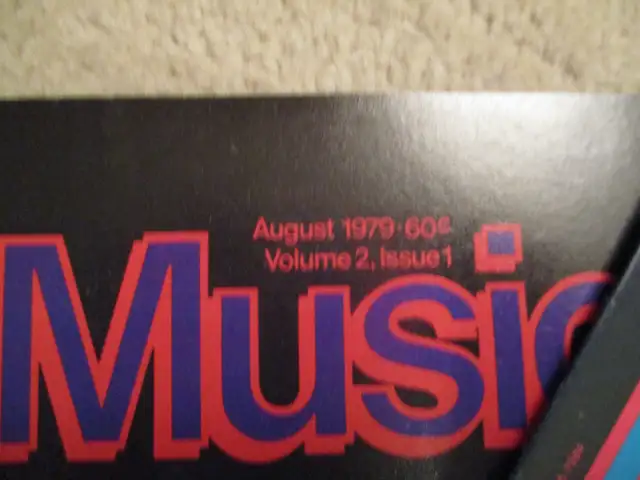 August 1979·60¢
Volume 2, Issue 1
Music